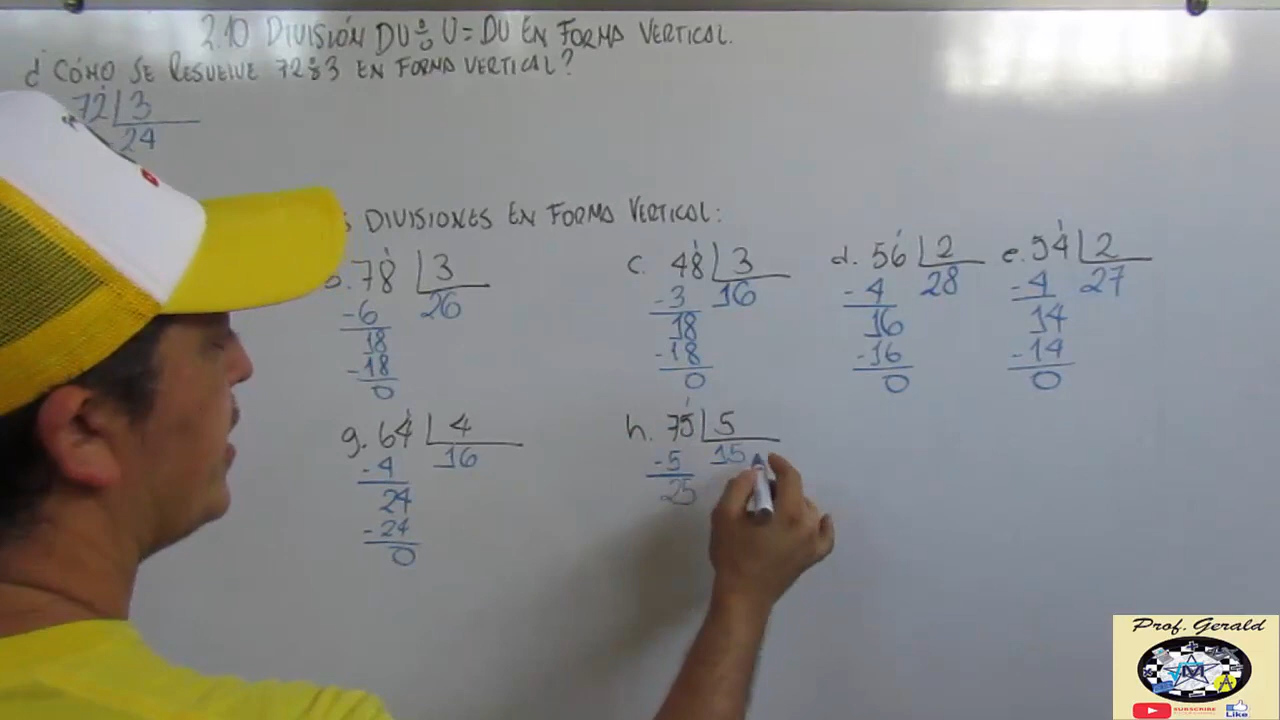 2.10 DIVISIÓN DU÷U=DU EN FORMA VERTICAL.
¿CÓMO SE RESUELVE 72÷3 EN FORMA VERTICAL?
72 3
24
DIVISIONES EN FORMA VERTICAL:
b. 78 3
26
-6
18
-18
0
c. 48 3
16
-3
18
-18
0
d. 56 2
28
-4
16
-16
0
e. 54 2
27
-4
14
-14
0
g. 64 4
16
-4
24
-24
0
h. 75 5
15
-5
25
Prof. Gerald
M
A
SUBSCRIBE
Like